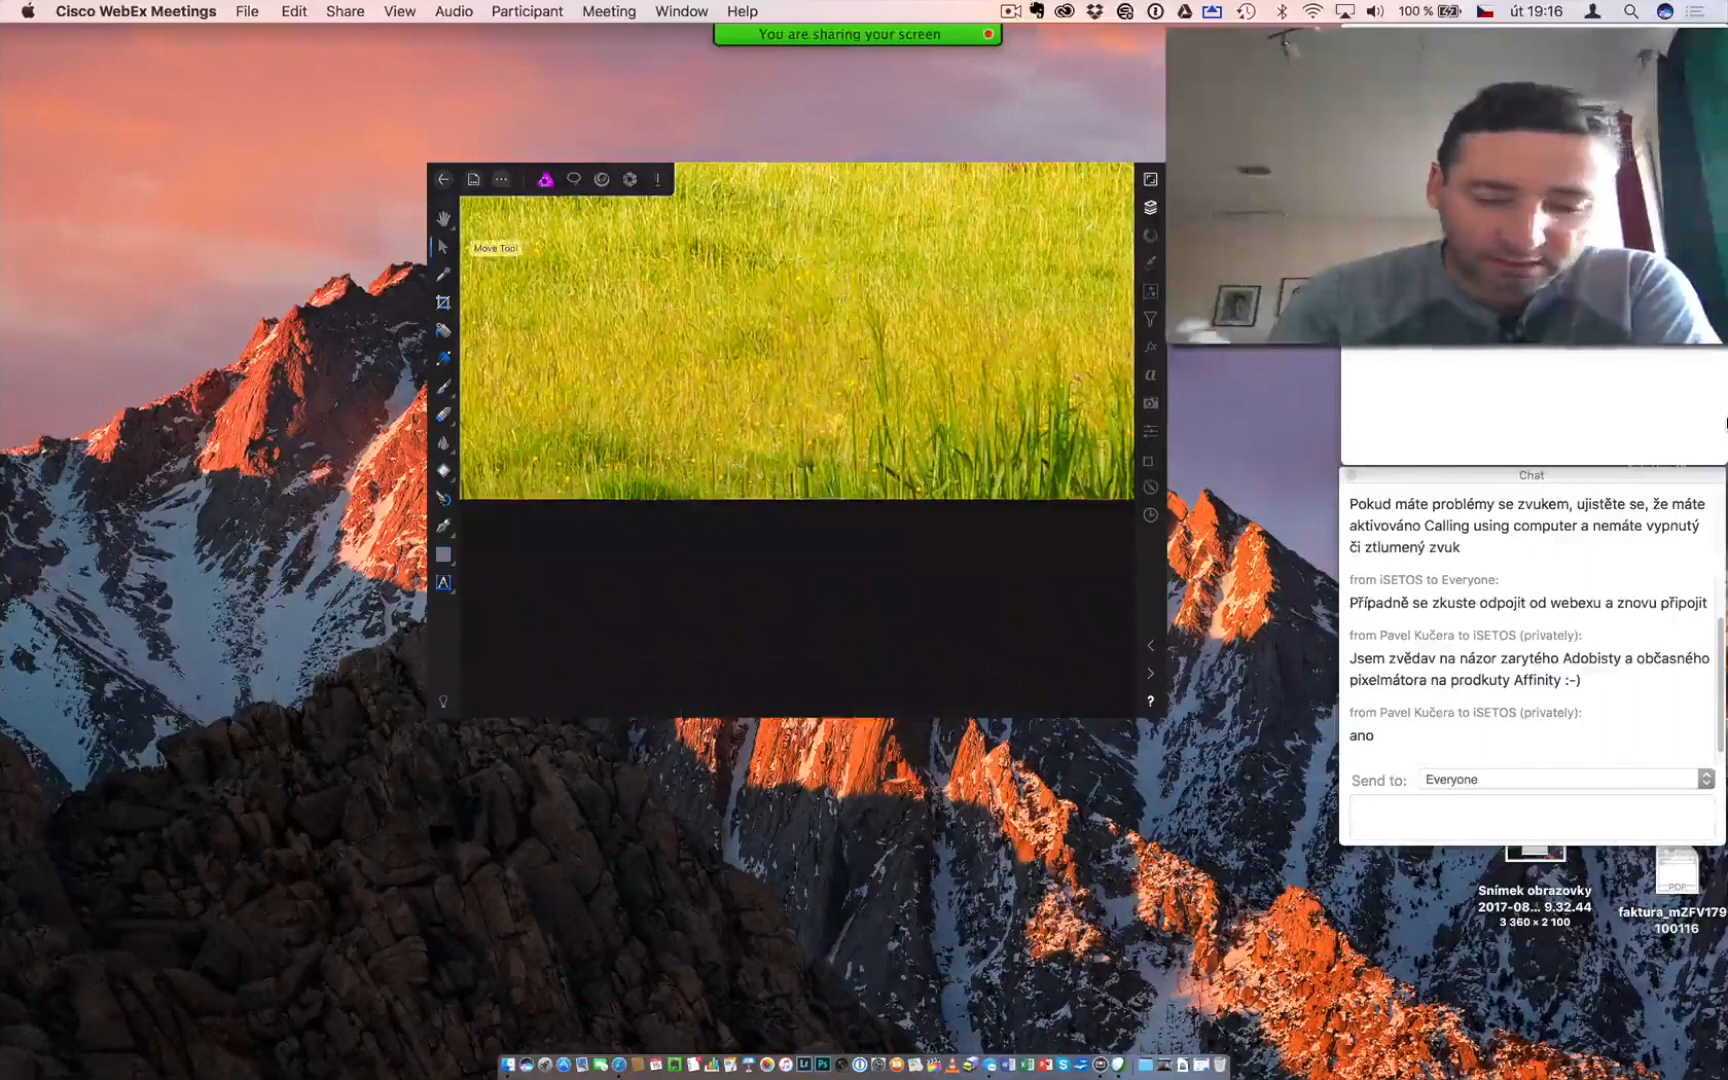 Cisco WebEx Meetings File Edit Share View Audio Participant Meeting Window Help 100 % út 19:16
You are sharing your screen
Move Tool
Chat
Pokud máte problémy se zvukem, ujistěte se, že máte
aktivováno Calling using computer a nemáte vypnutý
či ztlumený zvuk
from iSETOS to Everyone:
Případně se zkuste odpojit od webexu a znovu připojit
from Pavel Kučera to iSETOS (privately):
Jsem zvědav na názor zarytého Adobisty a občasného
pixelmátora na prodkuty Affinity :-)
from Pavel Kučera to iSETOS (privately):
ano
Send to: Everyone
PDF
Snímek obrazovky
2017-08... 9.32.44
3 360 × 2 100
faktura_mZFV179
100116